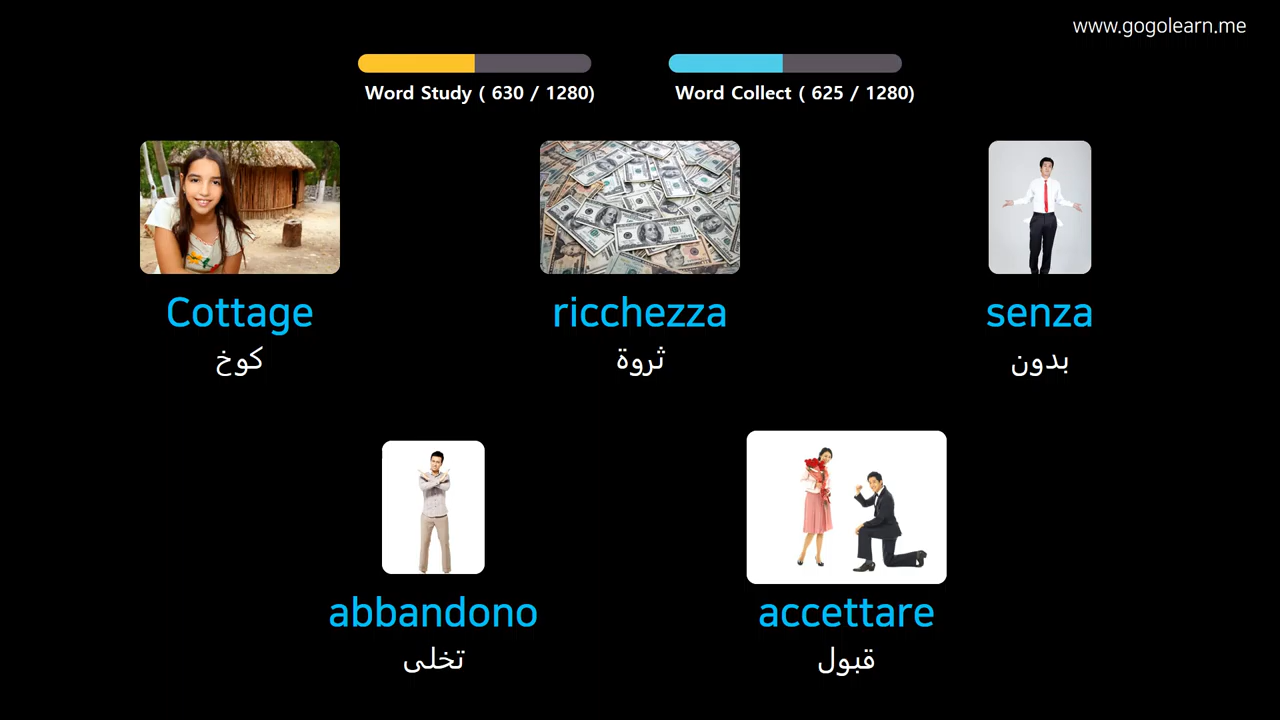 www.gogolearn.me
Word Study ( 630 / 1280)
Word Collect ( 625 / 1280)
Cottage
كوخ
ricchezza
ثروة
senza
بدون
abbandono
تخلى
accettare
قبول